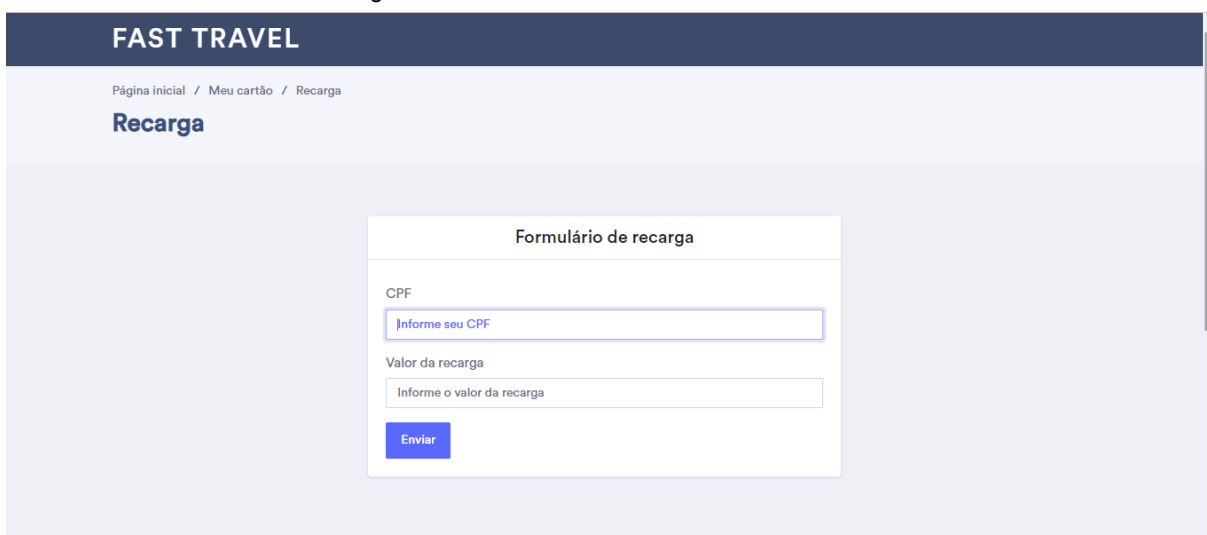 FAST TRAVEL
Página inicial / Meu cartão / Recarga
Recarga
Formulário de recarga
CPF
Informe seu CPF
Valor da recarga
Informe o valor da recarga
Enviar